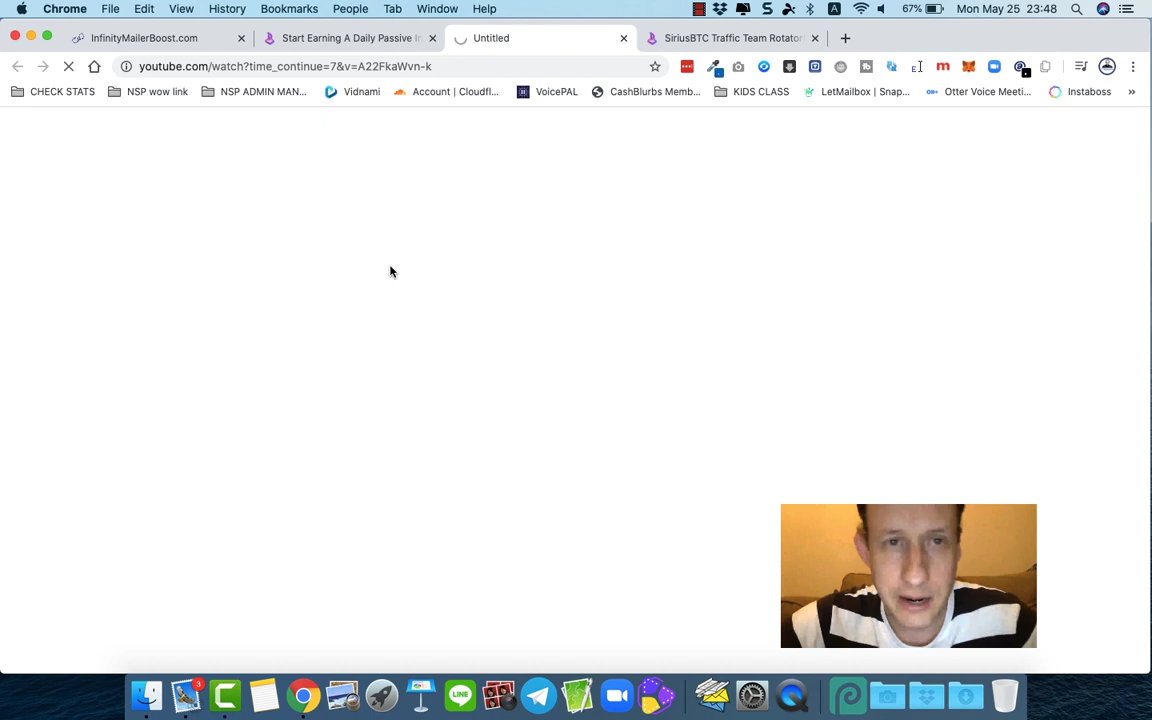 Chrome File Edit View History Bookmarks People Tab Window Help 67% Mon May 25 23:48
InfinityMailerBoost.com Start Earning A Daily Passive In Untitled SiriusBTC Traffic Team Rotator
youtube.com/watch?time_continue=7&v=A22FkaWvn-k
CHECK STATS NSP wow link NSP ADMIN MAN... Vidnami Account | Cloudfl... VoicePAL CashBlurbs Memb... KIDS CLASS LetMailbox | Snap... Otter Voice Meeti... Instaboss »
3
LINE